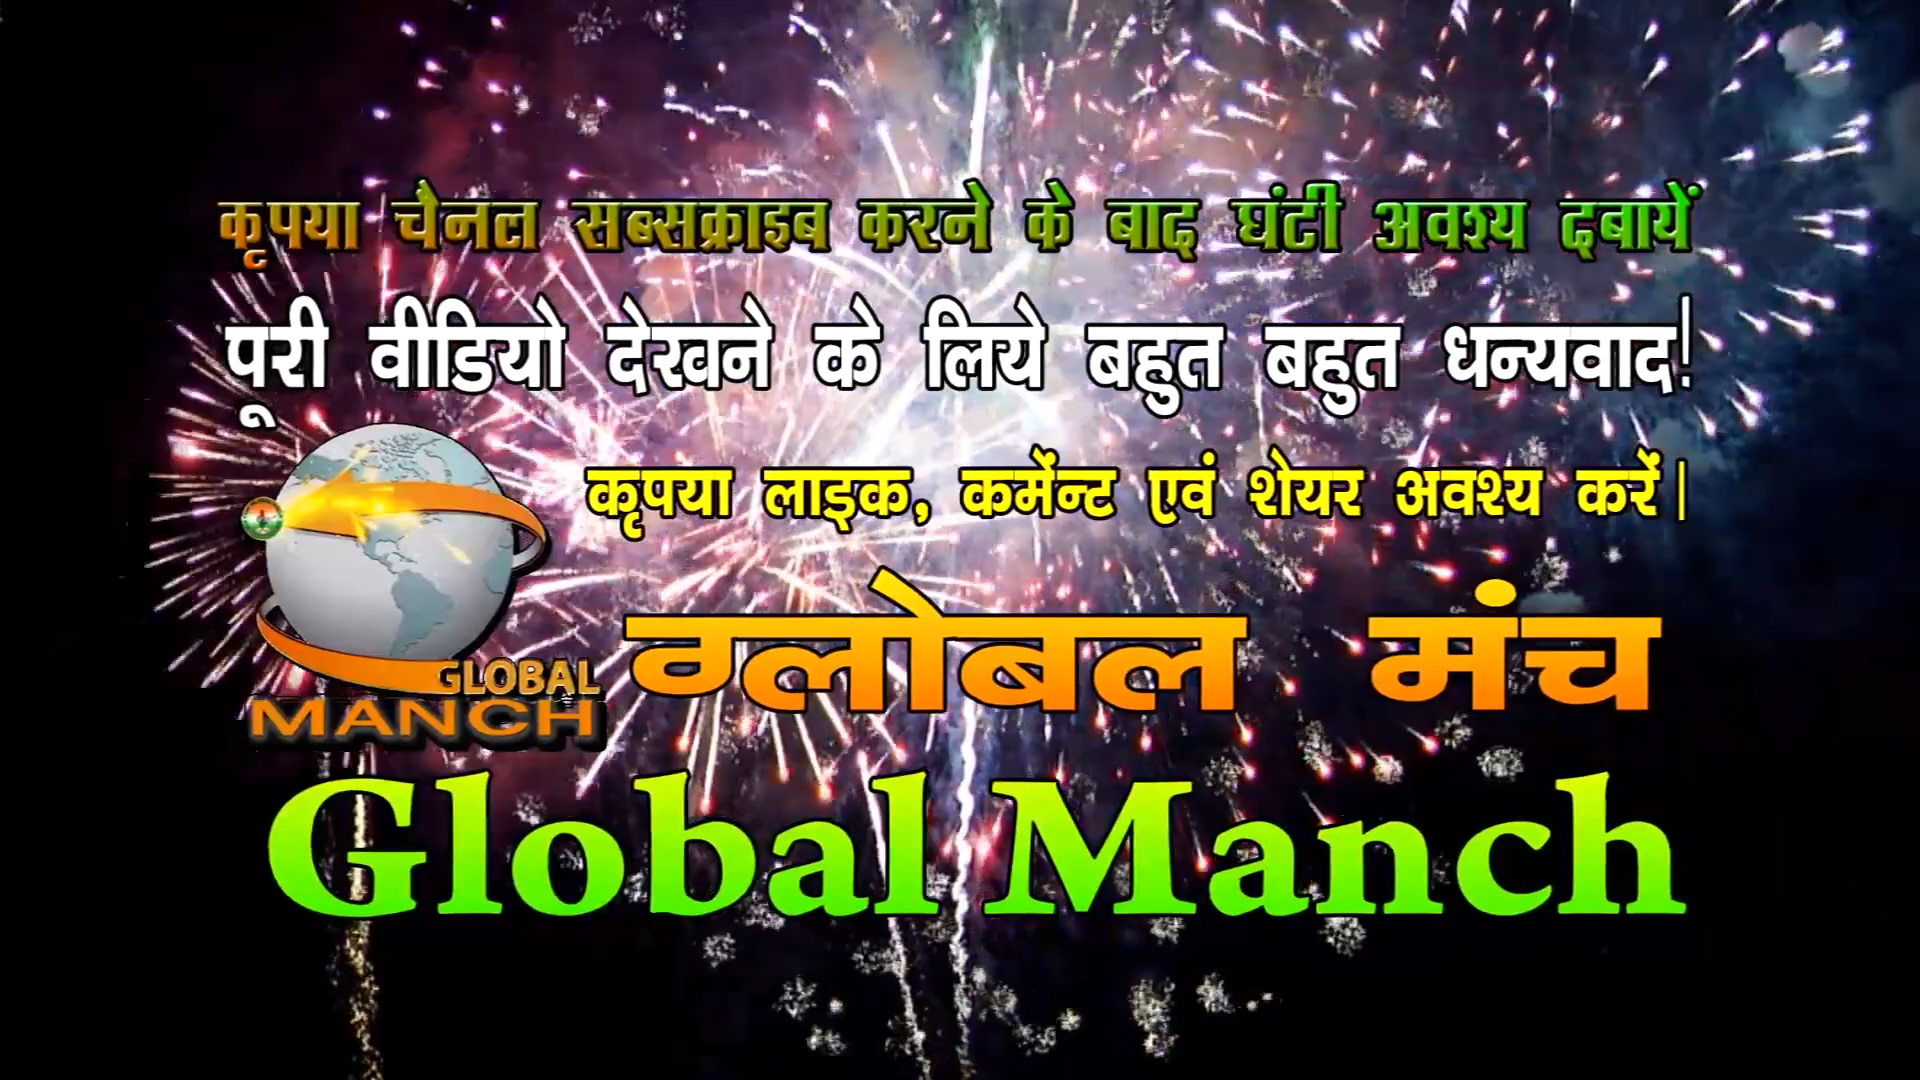 कृपया चैनल सब्सक्राइब करने के बाद घंटी अवश्य दबायें
पूरी वीडियो देखने के लिये बहुत बहुत धन्यवाद!
कृपया लाइक, कमेंन्ट एवं शेयर अवश्य करें।
GLOBAL
MANCH
ग्लोबल मंच
Global Manch